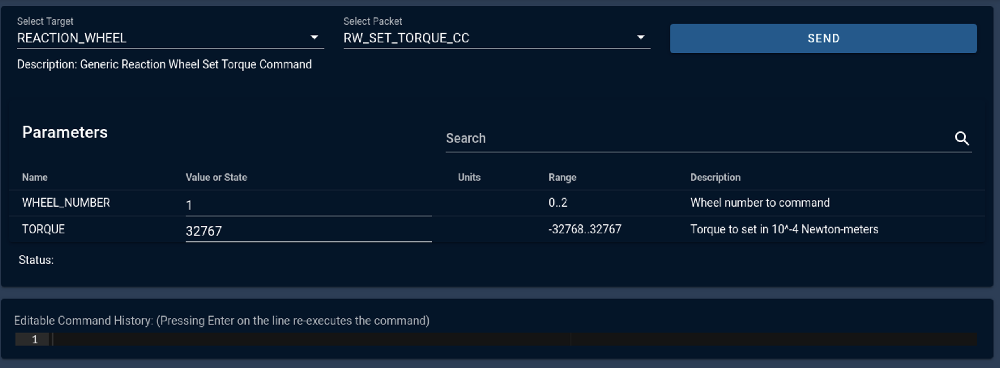 Select Target
REACTION_WHEEL
Select Packet
RW_SET_TORQUE_CC
SEND
Description: Generic Reaction Wheel Set Torque Command
Parameters
Search
Name Value or State Units Range Description
WHEEL_NUMBER 1 0..2 Wheel number to command
TORQUE 32767 -32768..32767 Torque to set in 10^-4 Newton-meters
Status:
Editable Command History: (Pressing Enter on the line re-executes the command)
1